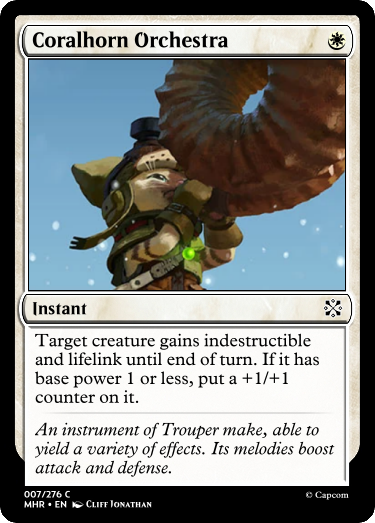 Coralhorn Orchestra
Instant
Target creature gains indestructible
and lifelink until end of turn. If it has
base power 1 or less, put a +1/+1
counter on it.
An instrument of Trouper make, able to
yield a variety of effects. Its melodies boost
attack and defense.
007/276 C
MHR • EN Cliff Jonathan
© Capcom